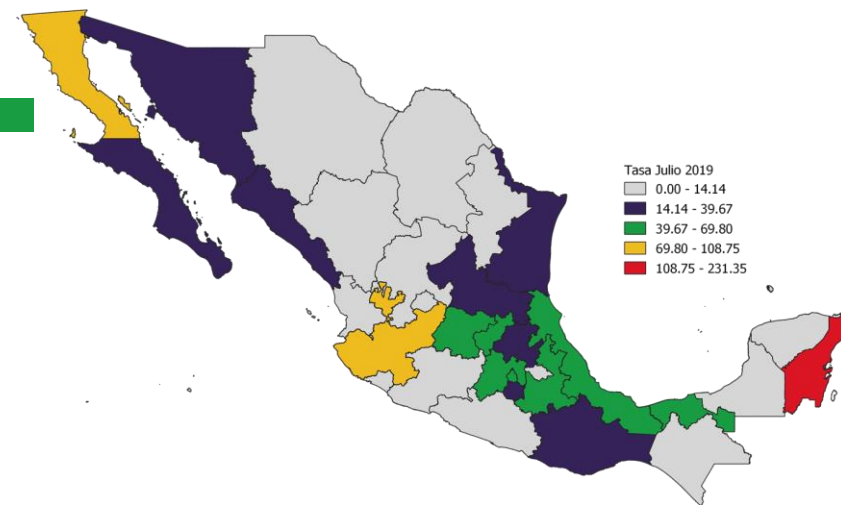 Tasa Julio 2019
0.00 - 14.14
14.14 - 39.67
39.67 - 69.80
69.80 - 108.75
108.75 - 231.35